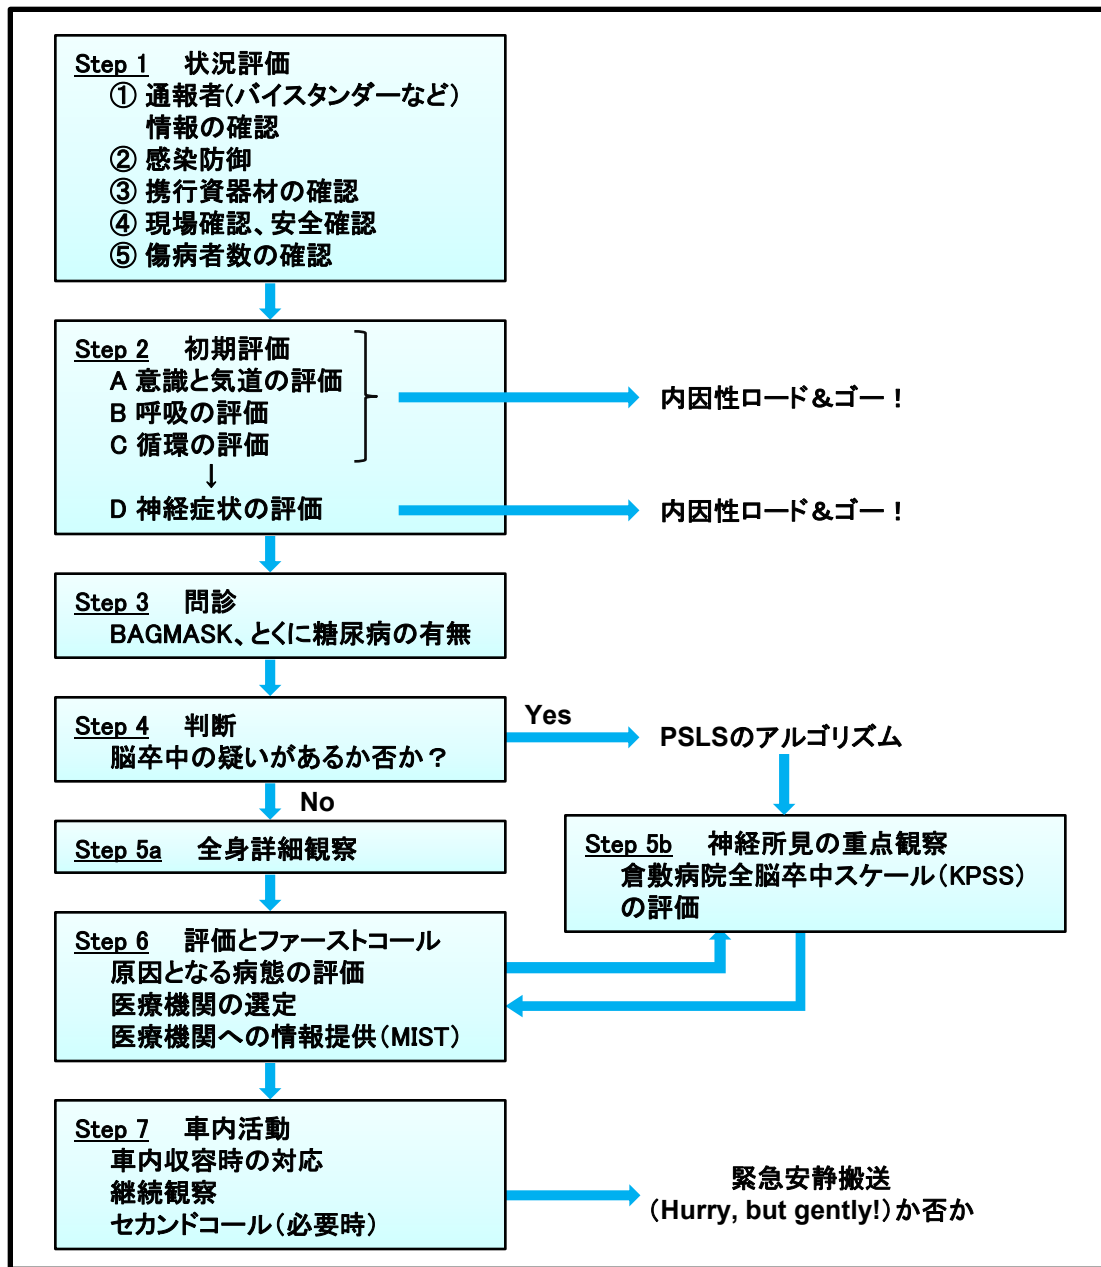 Step 1 状況評価
① 通報者(バイスタンダーなど)
情報の確認
② 感染防御
③ 携行資器材の確認
④ 現場確認、安全確認
⑤ 傷病者数の確認
Step 2 初期評価
A 意識と気道の評価
B 呼吸の評価
C 循環の評価
↓
D 神経症状の評価
内因性ロード&ゴー！
内因性ロード&ゴー！
Step 3 問診
BAGMASK、とくに糖尿病の有無
Step 4 判断
脳卒中の疑いがあるか否か？
Yes
PSLSのアルゴリズム
No
Step 5a 全身詳細観察
Step 5b 神経所見の重点観察
倉敷病院全脳卒中スケール(KPSS)
の評価
Step 6 評価とファーストコール
原因となる病態の評価
医療機関の選定
医療機関への情報提供(MIST)
Step 7 車内活動
車内収容時の対応
継続観察
セカンドコール(必要時)
緊急安静搬送
(Hurry, but gently!)か否か